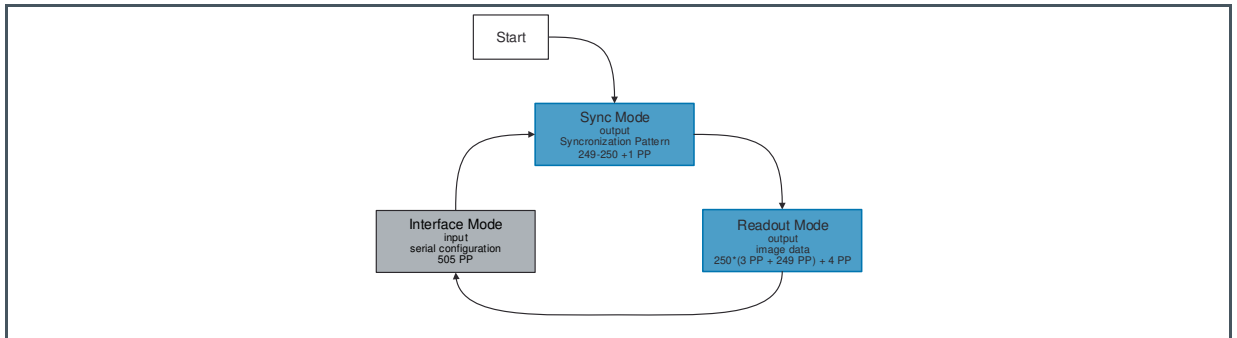 Start
Sync Mode
output
Syncronization Pattern
249-250 +1 PP
Interface Mode
input
serial configuration
505 PP
Readout Mode
output
image data
250*(3 PP + 249 PP) + 4 PP